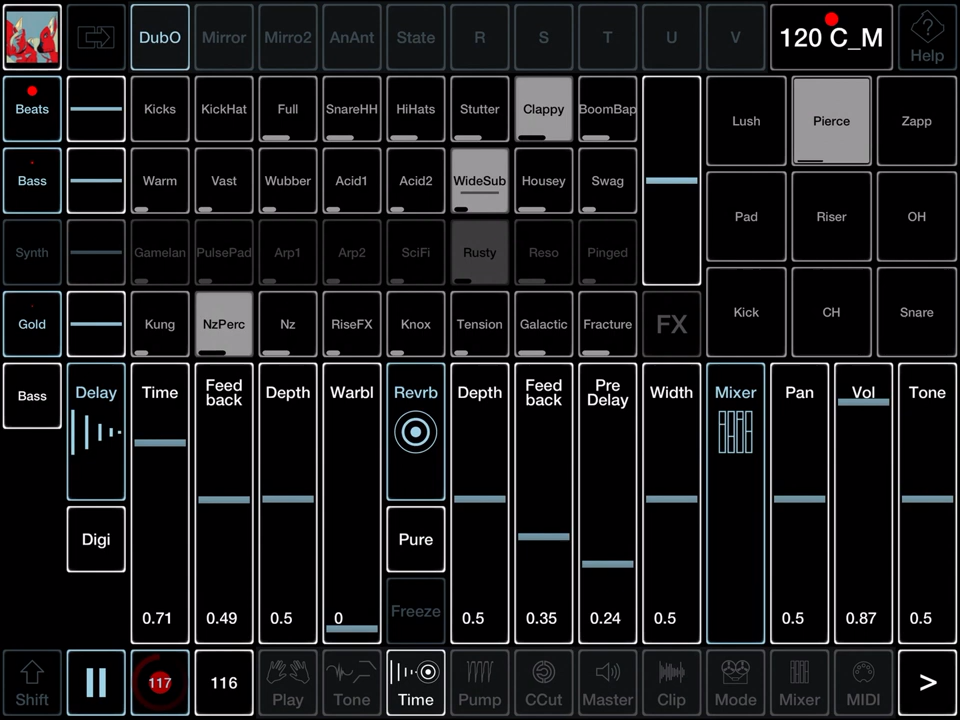 DubO Mirror Mirro2 AnAnt State R S T U V 120 C_M Help
Beats Kicks KickHat Full SnareHH HiHats Stutter Clappy BoomBap
Lush Pierce Zapp
Bass Warm Vast Wubber Acid1 Acid2 WideSub Housey Swag
Pad Riser OH
Synth Gamelan PulsePad Arp1 Arp2 SciFi Rusty Reso Pinged
Gold Kung NzPerc Nz RiseFX Knox Tension Galactic Fracture FX
Kick CH Snare
Bass Delay Time Feed Depth Warbl Revrb Depth Feed Pre Width Mixer Pan Vol Tone
back back Delay
Digi Pure
Freeze
0.71 0.49 0.5 0 0.5 0.35 0.24 0.5 0.5 0.87 0.5
117 116
Shift Play Tone Time Pump CCut Master Clip Mode Mixer MIDI >